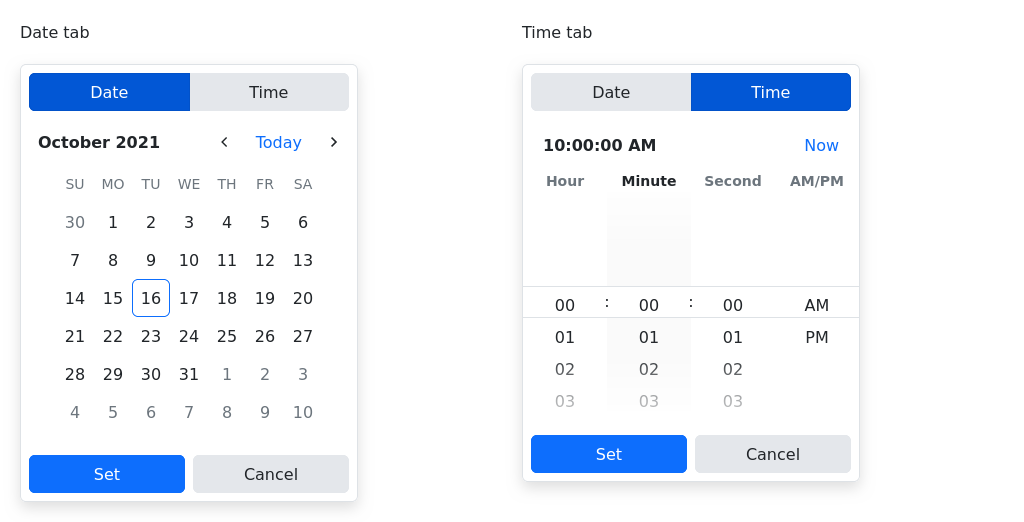 Date tab
Date Time
October 2021 Today
SU MO TU WE TH FR SA
30 1 2 3 4 5 6
7 8 9 10 11 12 13
14 15 16 17 18 19 20
21 22 23 24 25 26 27
28 29 30 31 1 2 3
4 5 6 7 8 9 10
Set Cancel
Time tab
Date Time
10:00:00 AM Now
Hour Minute Second AM/PM
00 : 00 : 00 AM
01 01 01 PM
02 02 02
03 03 03
Set Cancel